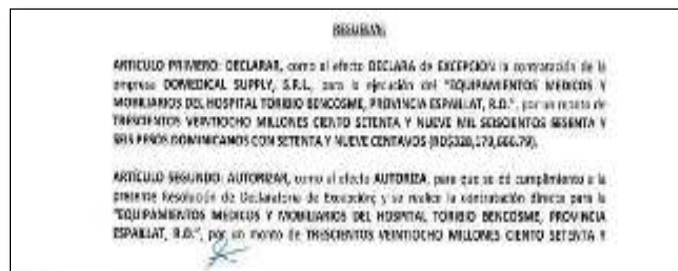 RESUELVE:
ARTICULO PRIMERO: DECLARAR, como al efecto DECLARA de EXCEPCION la contratación de la
empresa DOMEDICAL SUPPLY, S.R.L., para la ejecución del "EQUIPAMIENTOS MEDICOS Y
MOBILIARIOS DEL HOSPITAL TORIBIO BENCOSME, PROVINCIA ESPAILLAT, R.D.", por un monto de
TRESCIENTOS VEINTIOCHO MILLONES CIENTO SETENTA Y NUEVE MIL SEISCIENTOS SESENTA Y
SEIS PESOS DOMINICANOS CON SETENTA Y NUEVE CENTAVOS (RD$328,179,666.79).
ARTÍCULO SEGUNDO: AUTORIZAR, como al efecto AUTORIZA, para que se dé cumplimiento a la
presente Resolución de Declaratoria de Excepción; y se realice la contratación directa para la
"EQUIPAMIENTOS MEDICOS Y MOBILIARIOS DEL HOSPITAL TORIBIO BENCOSME, PROVINCIA
ESPAILLAT, R.D.", por un monto de TRESCIENTOS VEINTIOCHO MILLONES CIENTO SETENTA Y